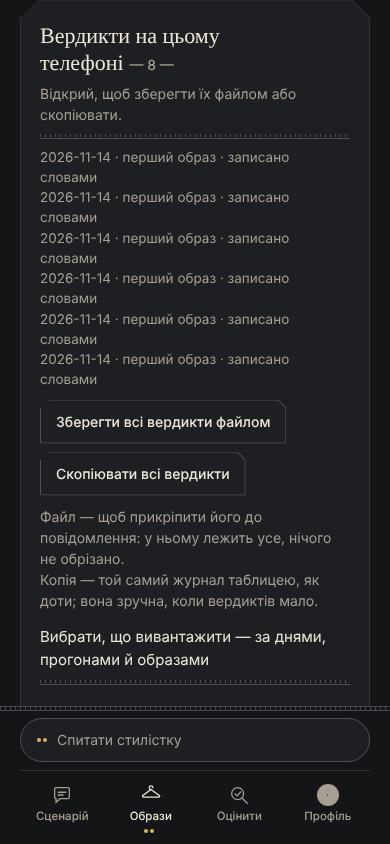 Вердикти на цьому
телефоні — 8 —
Відкрий, щоб зберегти їх файлом або
скопіювати.
2026-11-14 · перший образ · записано
словами
2026-11-14 · перший образ · записано
словами
2026-11-14 · перший образ · записано
словами
2026-11-14 · перший образ · записано
словами
2026-11-14 · перший образ · записано
словами
2026-11-14 · перший образ · записано
словами
Зберегти всі вердикти файлом
Скопіювати всі вердикти
Файл — щоб прикріпити його до
повідомлення: у ньому лежить усе, нічого
не обрізано.
Копія — той самий журнал таблицею, як
доти; вона зручна, коли вердиктів мало.
Вибрати, що вивантажити — за днями,
прогонами й образами
Спитати стилістку
Сценарій Образи Оцінити Профіль